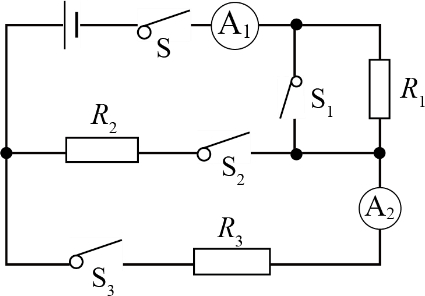 S
A₁
S₁
R₁
R₂
S₂
A₂
S₃
R₃